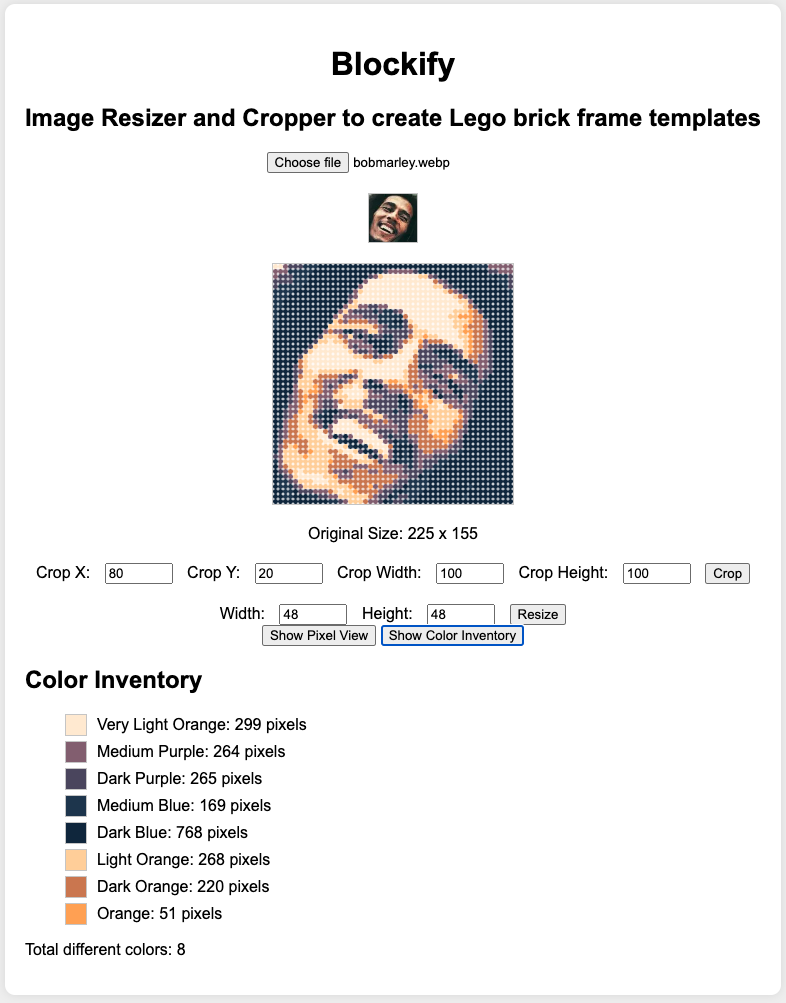 Blockify
Image Resizer and Cropper to create Lego brick frame templates
Choose file bobmarley.webp
Original Size: 225 x 155
Crop X: 80 Crop Y: 20 Crop Width: 100 Crop Height: 100 Crop
Width: 48 Height: 48 Resize
Show Pixel View Show Color Inventory
Color Inventory
Very Light Orange: 299 pixels
Medium Purple: 264 pixels
Dark Purple: 265 pixels
Medium Blue: 169 pixels
Dark Blue: 768 pixels
Light Orange: 268 pixels
Dark Orange: 220 pixels
Orange: 51 pixels
Total different colors: 8